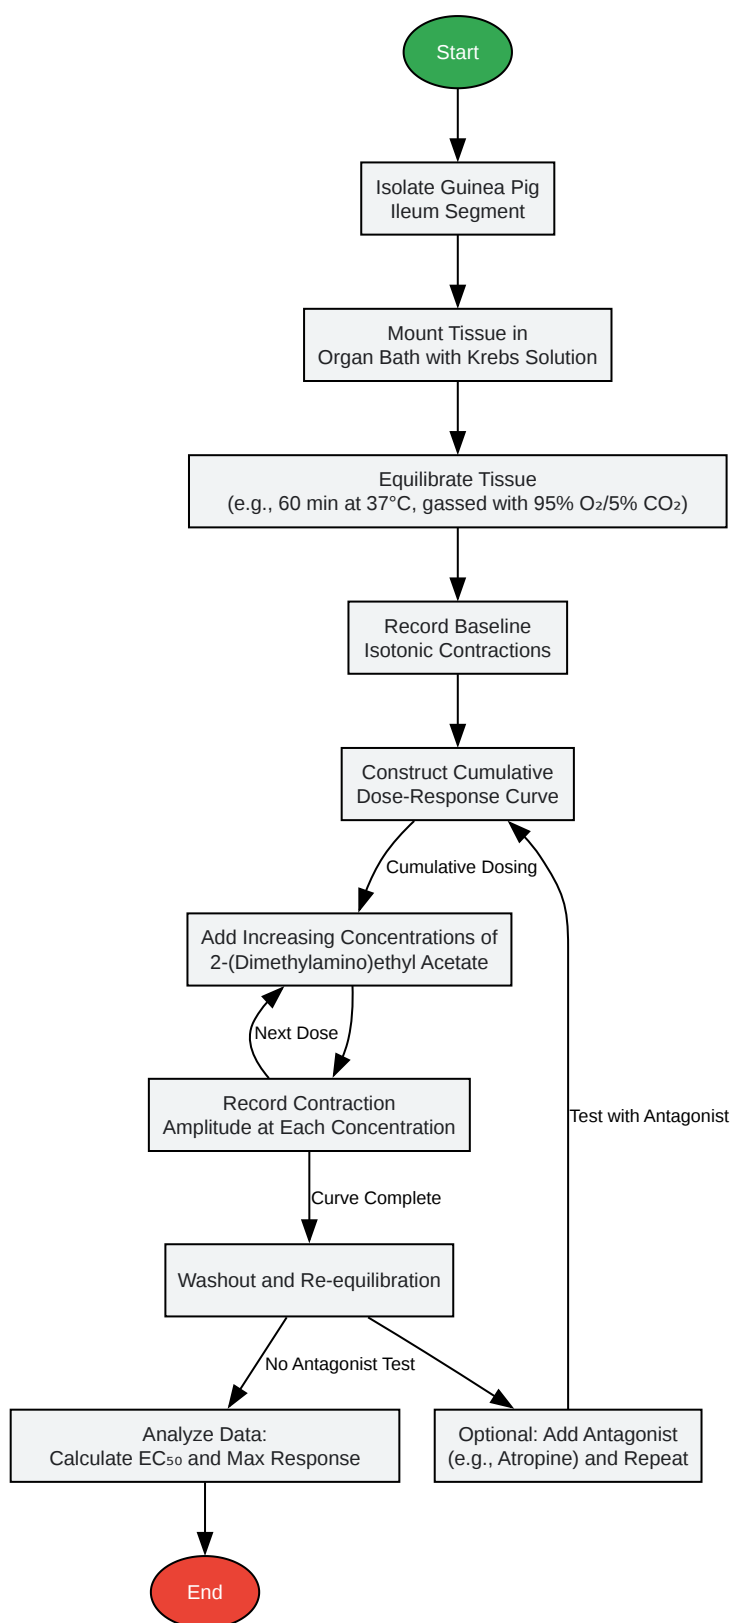 Start
Isolate Guinea Pig
Ileum Segment
Mount Tissue in
Organ Bath with Krebs Solution
Equilibrate Tissue
(e.g., 60 min at 37°C, gassed with 95% O₂/5% CO₂)
Record Baseline
Isotonic Contractions
Construct Cumulative
Dose-Response Curve
Cumulative Dosing
Add Increasing Concentrations of
2-(Dimethylamino)ethyl Acetate
Next Dose
Record Contraction
Amplitude at Each Concentration
Test with Antagonist
Curve Complete
Washout and Re-equilibration
No Antagonist Test
Analyze Data:
Calculate EC₅₀ and Max Response
Optional: Add Antagonist
(e.g., Atropine) and Repeat
End